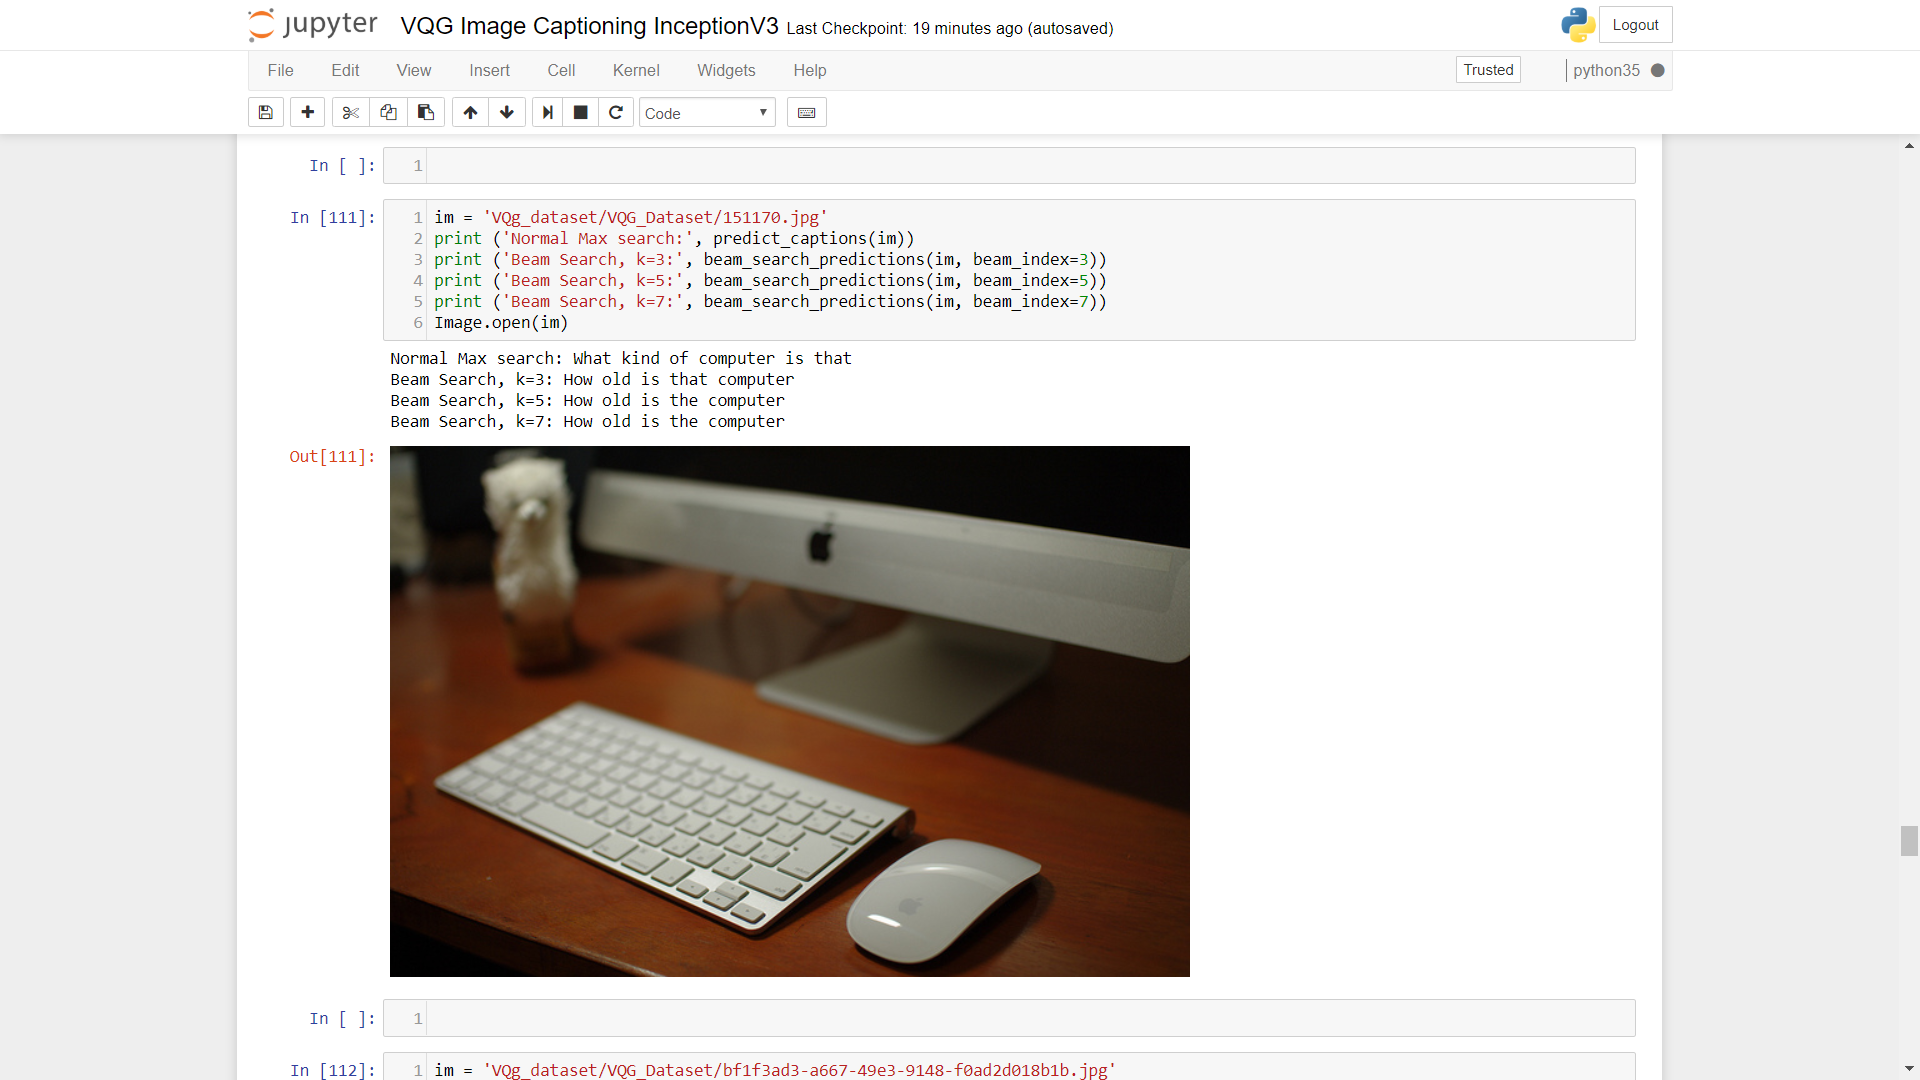 jupyter VQG Image Captioning InceptionV3 Last Checkpoint: 19 minutes ago (autosaved) Logout
File Edit View Insert Cell Kernel Widgets Help Trusted python35
Code
In [ ]: 1
In [111]: 1 im = 'VQg_dataset/VQG_Dataset/151170.jpg'
2 print ('Normal Max search:', predict_captions(im))
3 print ('Beam Search, k=3:', beam_search_predictions(im, beam_index=3))
4 print ('Beam Search, k=5:', beam_search_predictions(im, beam_index=5))
5 print ('Beam Search, k=7:', beam_search_predictions(im, beam_index=7))
6 Image.open(im)
Normal Max search: What kind of computer is that
Beam Search, k=3: How old is that computer
Beam Search, k=5: How old is the computer
Beam Search, k=7: How old is the computer
Out[111]:
In [ ]: 1
In [112]: 1 im = 'VQg_dataset/VQG_Dataset/bf1f3ad3-a667-49e3-9148-f0ad2d018b1b.jpg'